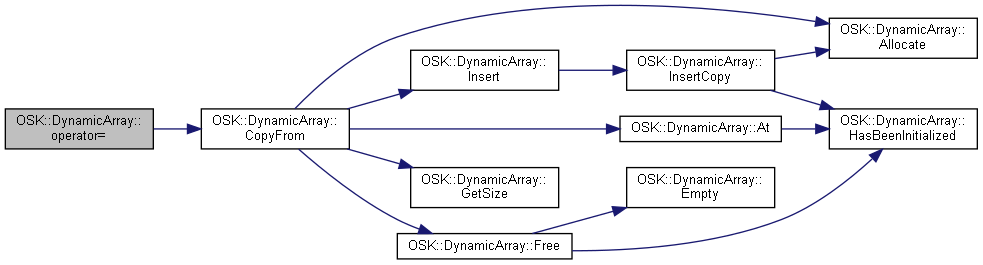 OSK::DynamicArray::
operator=
OSK::DynamicArray::
CopyFrom
OSK::DynamicArray::
Insert
OSK::DynamicArray::
GetSize
OSK::DynamicArray::Free
OSK::DynamicArray::
InsertCopy
OSK::DynamicArray::At
OSK::DynamicArray::
Empty
OSK::DynamicArray::
Allocate
OSK::DynamicArray::
HasBeenInitialized